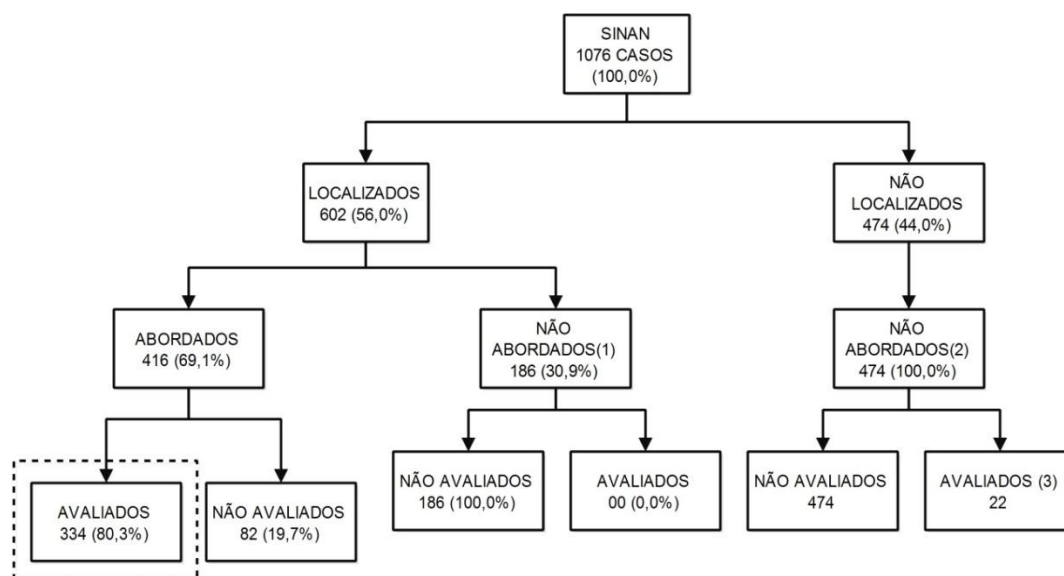 SINAN
1076 CASOS
(100,0%)
LOCALIZADOS
602 (56,0%)
NÃO
LOCALIZADOS
474 (44,0%)
ABORDADOS
416 (69,1%)
NÃO
ABORDADOS(1)
186 (30,9%)
NÃO
ABORDADOS(2)
474 (100,0%)
AVALIADOS
334 (80,3%)
NÃO AVALIADOS
82 (19,7%)
NÃO AVALIADOS
186 (100,0%)
AVALIADOS
00 (0,0%)
NÃO AVALIADOS
474
AVALIADOS (3)
22